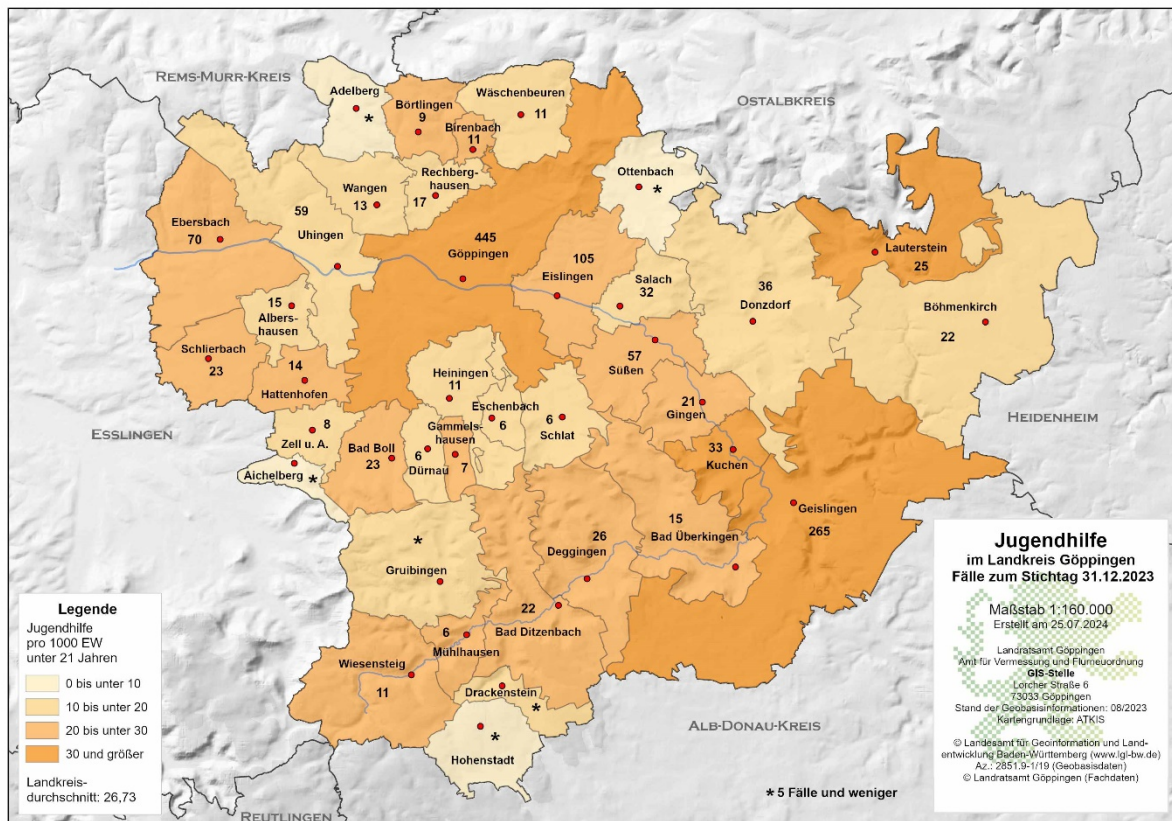 REMS-MURR-KREIS
OSTALBKREIS
Adelberg
*
Börtlingen
9
Birenbach
11
Wäschenbeuren
11
Ottenbach
*
Rechberg-
hausen
17
Wangen
13
Ebersbach
70
59
Uhingen
445
Göppingen
105
Eislingen
Salach
32
36
Donzdorf
Lauterstein
25
Böhmenkirch
22
15
Albers-
hausen
Schlierbach
23
14
Hattenhofen
57
Süßen
Heiningen
11
Eschenbach
6
6
Schlat
21
Gingen
HEIDENHEIM
ESSLINGEN
8
Zell u. A.
Aichelberg
*
Bad Boll
23
6
Dürnau
Gammels-
hausen
7
33
Kuchen
Geislingen
265
*
Gruibingen
26
Deggingen
15
Bad Überkingen
22
Bad Ditzenbach
6
Mühlhausen
Wiesensteig
11
Drackenstein
*
*
Hohenstadt
ALB-DONAU-KREIS
REUTLINGEN
* 5 Fälle und weniger
Legende
Jugendhilfe
pro 1000 EW
unter 21 Jahren
0 bis unter 10
10 bis unter 20
20 bis unter 30
30 und größer
Landkreis-
durchschnitt: 26,73
Jugendhilfe
im Landkreis Göppingen
Fälle zum Stichtag 31.12.2023
Maßstab 1:160.000
Erstellt am 25.07.2024
Landratsamt Göppingen
Amt für Vermessung und Flurneuordnung
GIS-Stelle
Lorcher Straße 6
73033 Göppingen
Stand der Geobasisinformationen: 08/2023
Kartengrundlage: ATKIS
© Landesamt für Geoinformation und Land-
entwicklung Baden-Württemberg (www.lgl-bw.de)
Az.: 2851.9-1/19 (Geobasisdaten)
© Landratsamt Göppingen (Fachdaten)